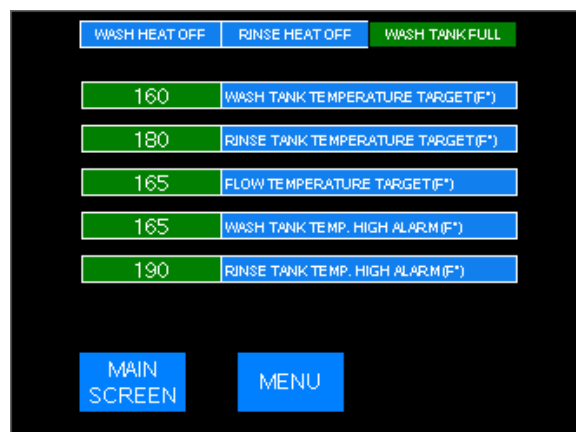 WASH HEAT OFF RINSE HEAT OFF WASH TANK FULL
160 WASH TANK TEMPERATURE TARGET(F°)
180 RINSE TANK TEMPERATURE TARGET(F°)
165 FLOW TEMPERATURE TARGET(F°)
165 WASH TANK TEMP. HIGH ALARM(F°)
190 RINSE TANK TEMP. HIGH ALARM(F°)
MAIN
SCREEN
MENU